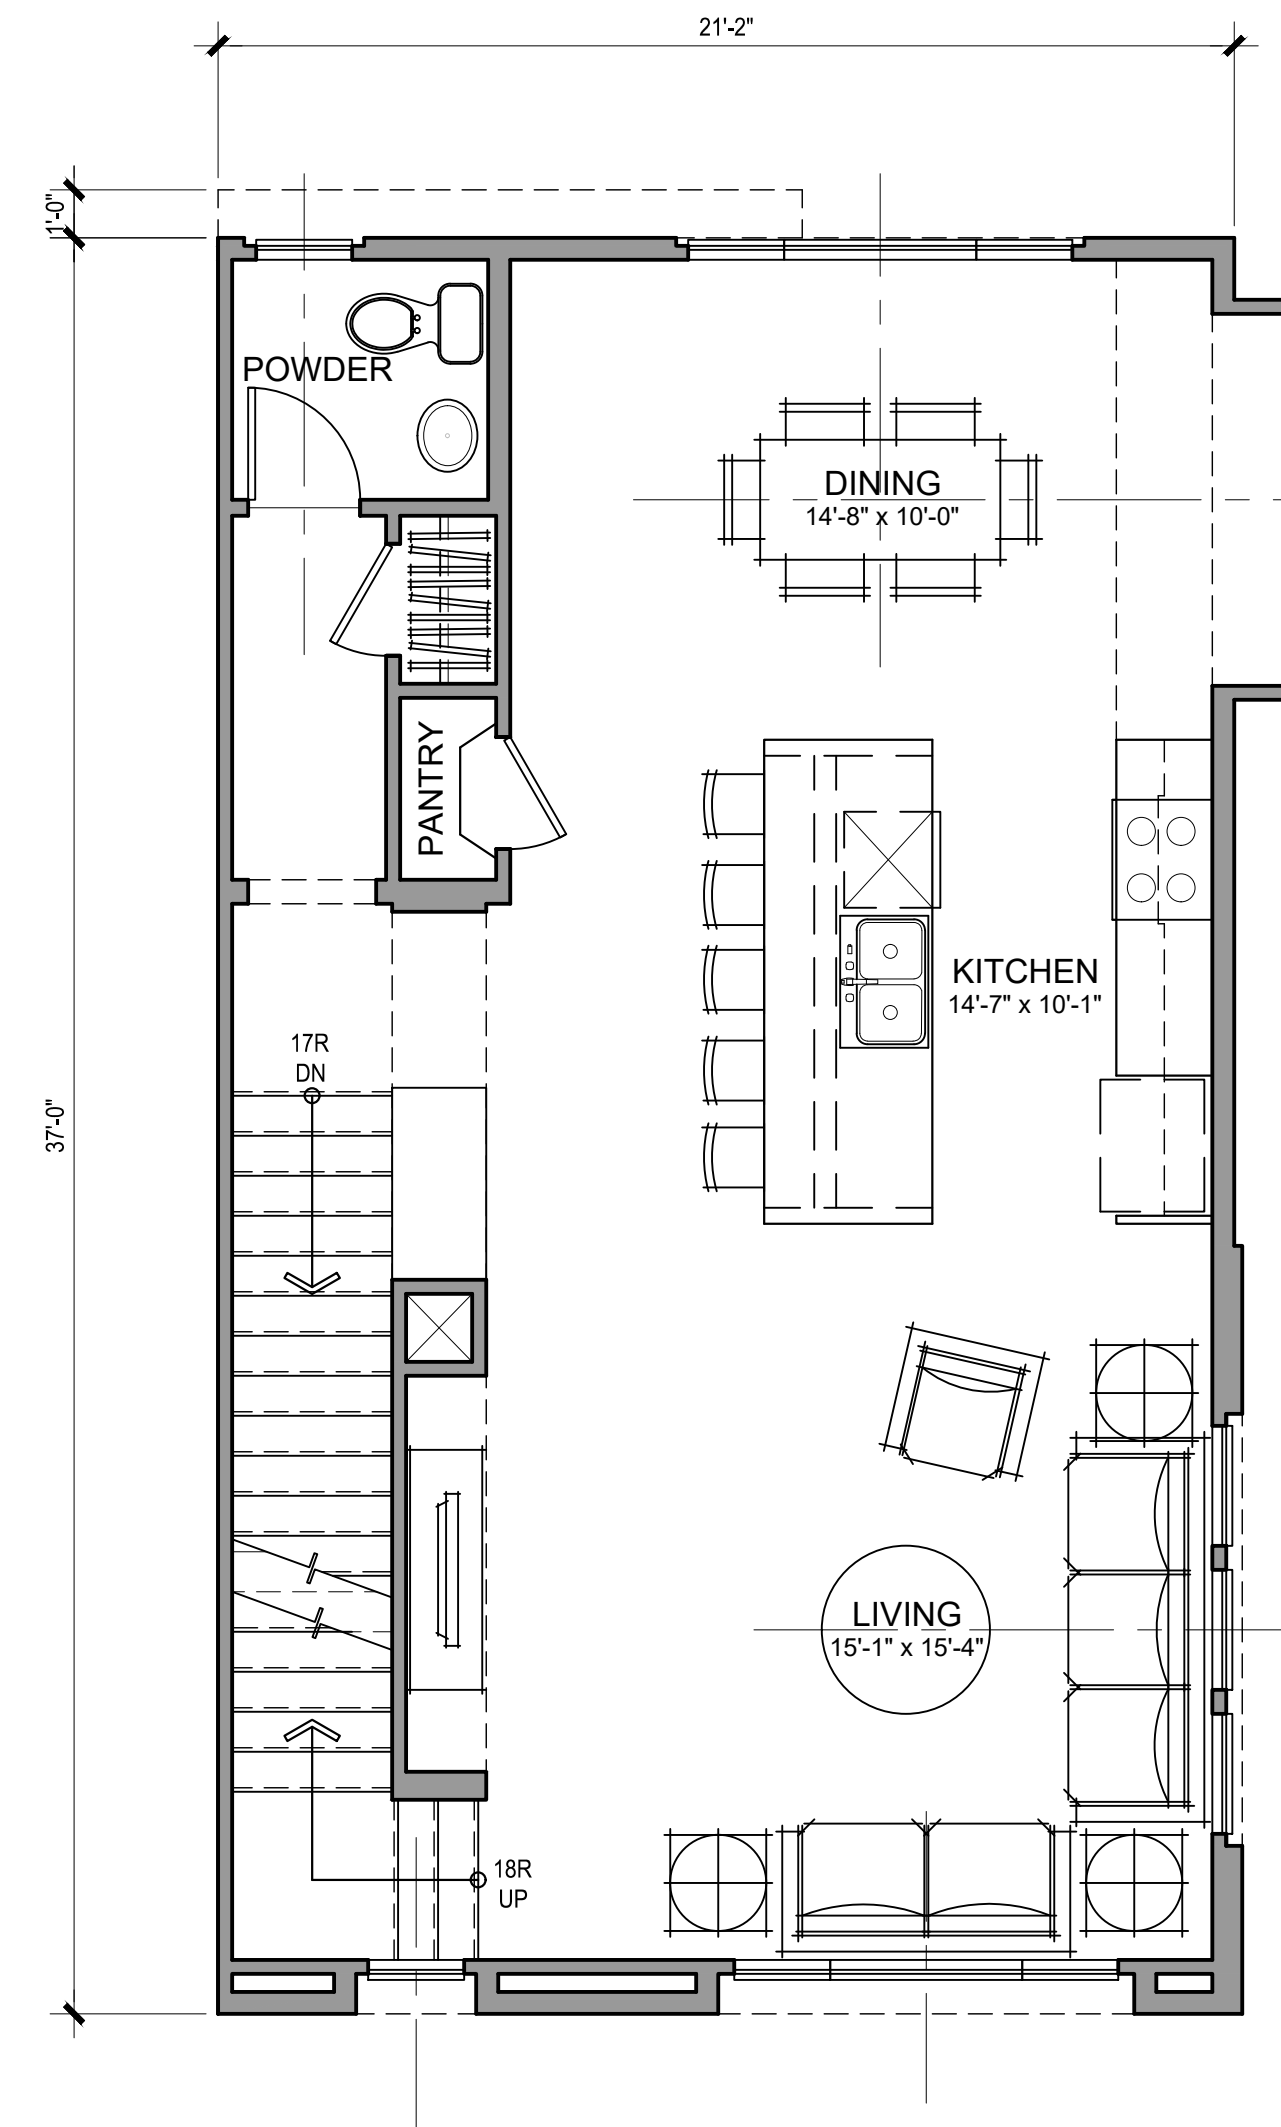 21'-2"
1'-0"
POWDER
DINING
14'-8" x 10'-0"
PANTRY
KITCHEN
14'-7" x 10'-1"
17R
DN
37'-0"
LIVING
15'-1" x 15'-4"
18R
UP